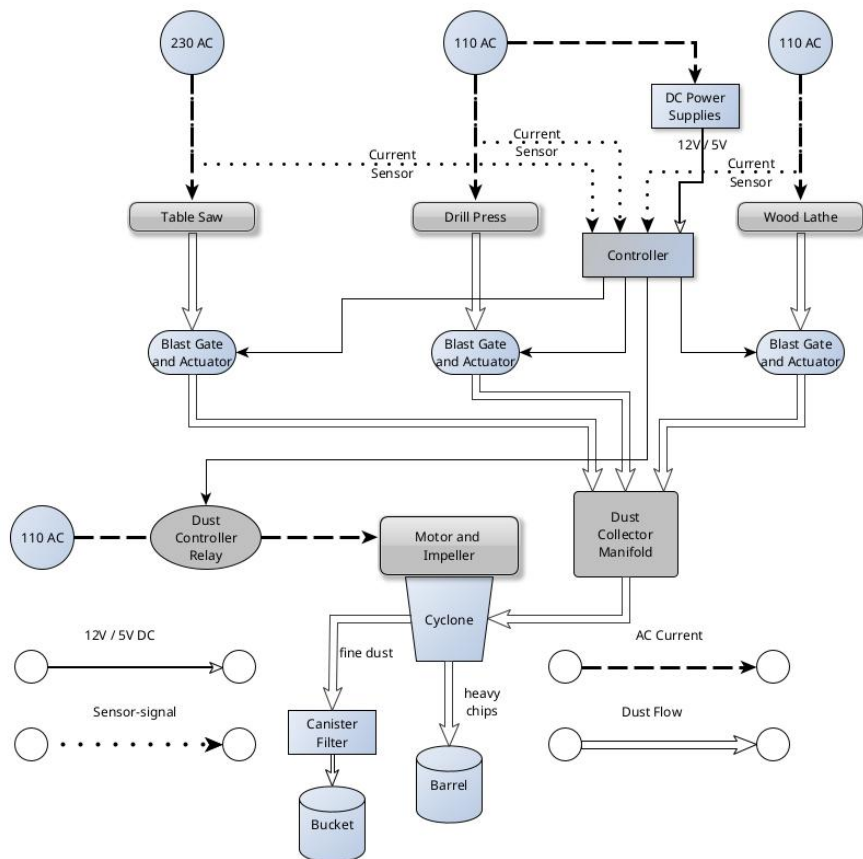 230 AC
110 AC
110 AC
DC Power
Supplies
12V / 5V
Current
Sensor
Current
Sensor
Current
Sensor
Table Saw
Drill Press
Wood Lathe
Controller
Blast Gate
and Actuator
Blast Gate
and Actuator
Blast Gate
and Actuator
110 AC
Dust
Controller
Relay
Motor and
Impeller
Dust
Collector
Manifold
Cyclone
12V / 5V DC
AC Current
fine dust
heavy
chips
Sensor-signal
Dust Flow
Canister
Filter
Barrel
Bucket